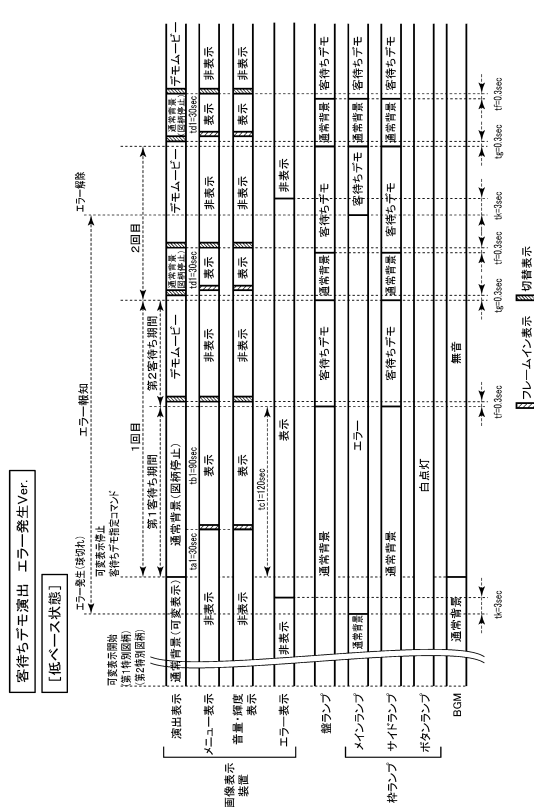 客待ちデモ演出 エラー発生Ver.
[低ベース状態]
エラー発生(球切れ)
エラー報知
エラー解除
可変表示開始
(第1特別図柄)
(第2特別図柄)
可変表示停止
客待ちデモ指定コマンド
1回目
2回目
第1客待ち期間
第2客待ち期間
画像表示装置
演出表示
通常背景(可変表示)
通常背景(図柄停止)
デモムービー
通常背景(図柄停止)
デモムービー
通常背景(図柄停止)
デモムービー
ta1=30sec
tb1=90sec
td1=30sec
td1=30sec
メニュー表示
非表示
表示
非表示
表示
非表示
表示
非表示
音量・輝度表示
非表示
表示
非表示
表示
非表示
表示
非表示
tc1=120sec
エラー表示
非表示
表示
非表示
盤ランプ
通常背景
客待ちデモ
通常背景
客待ちデモ
通常背景
客待ちデモ
枠ランプ
メインランプ
通常背景
エラー
客待ちデモ
通常背景
客待ちデモ
サイドランプ
通常背景
客待ちデモ
通常背景
客待ちデモ
通常背景
客待ちデモ
ボタンランプ
白点灯
BGM
通常背景
無音
tk=3sec
tf=0.3sec
tg=0.3sec
tf=0.3sec
tk=3sec
tg=0.3sec
tf=0.3sec
フレームイン表示
切替表示